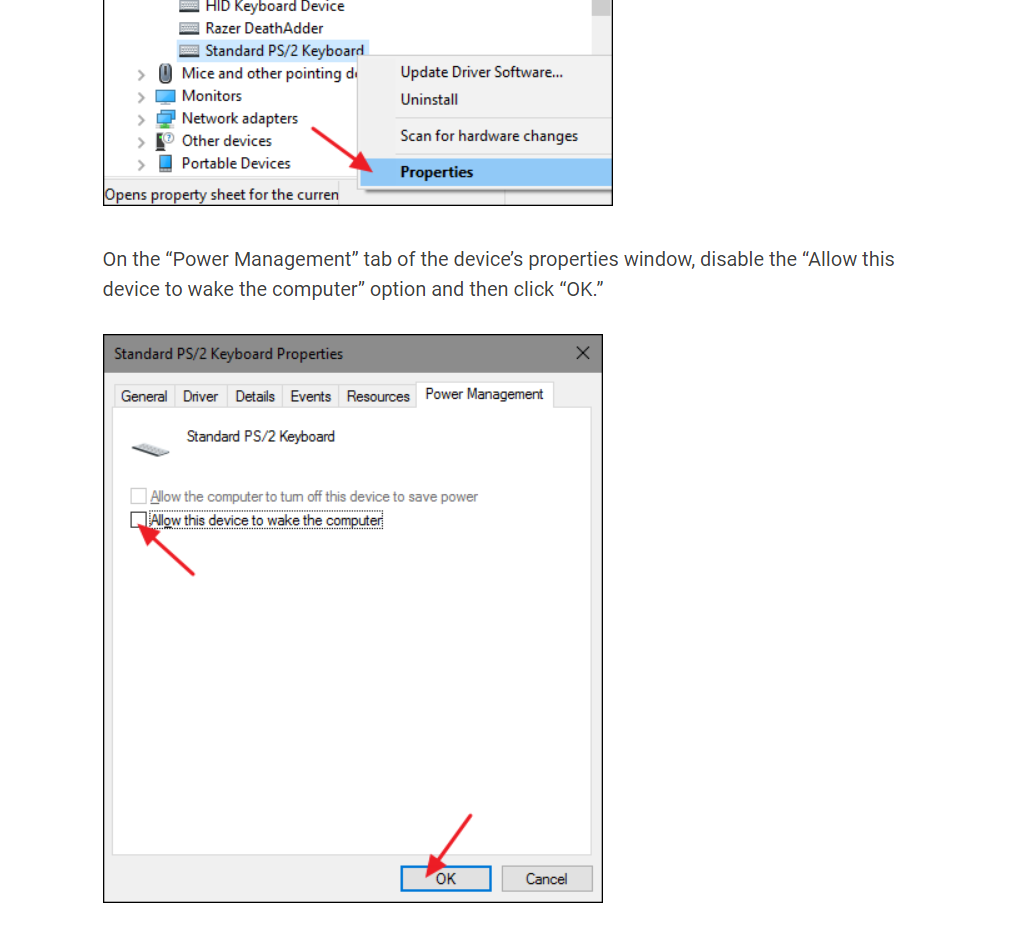 HID Keyboard Device
Razer DeathAdder
Standard PS/2 Keyboard
Mice and other pointing
Monitors
Network adapters
Other devices
Portable Devices
Update Driver Software...
Uninstall
Scan for hardware changes
Properties
Opens property sheet for the curren
On the “Power Management” tab of the device’s properties window, disable the “Allow this
device to wake the computer” option and then click “OK.”
Standard PS/2 Keyboard Properties
General Driver Details Events Resources Power Management
Standard PS/2 Keyboard
Allow the computer to turn off this device to save power
Allow this device to wake the computer
OK Cancel